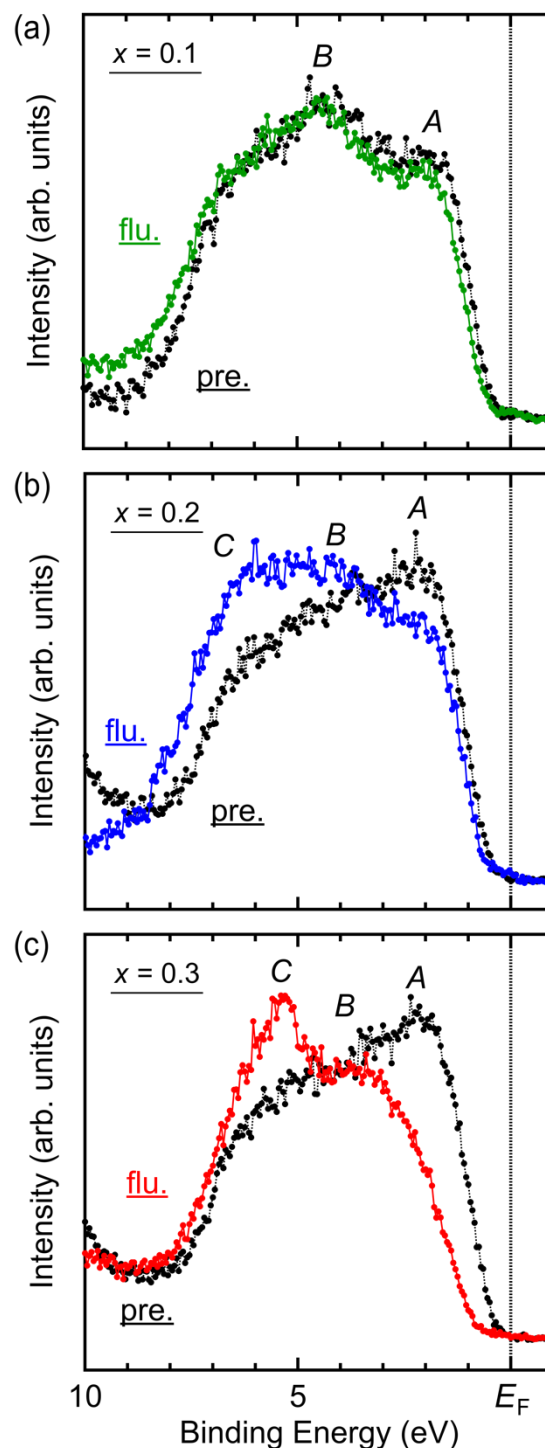 (a)
x = 0.1
B
A
flu.
pre.
Intensity (arb. units)
(b)
x = 0.2
C
B
A
flu.
pre.
Intensity (arb. units)
(c)
x = 0.3
C
B
A
flu.
pre.
Intensity (arb. units)
10 5 EF
Binding Energy (eV)